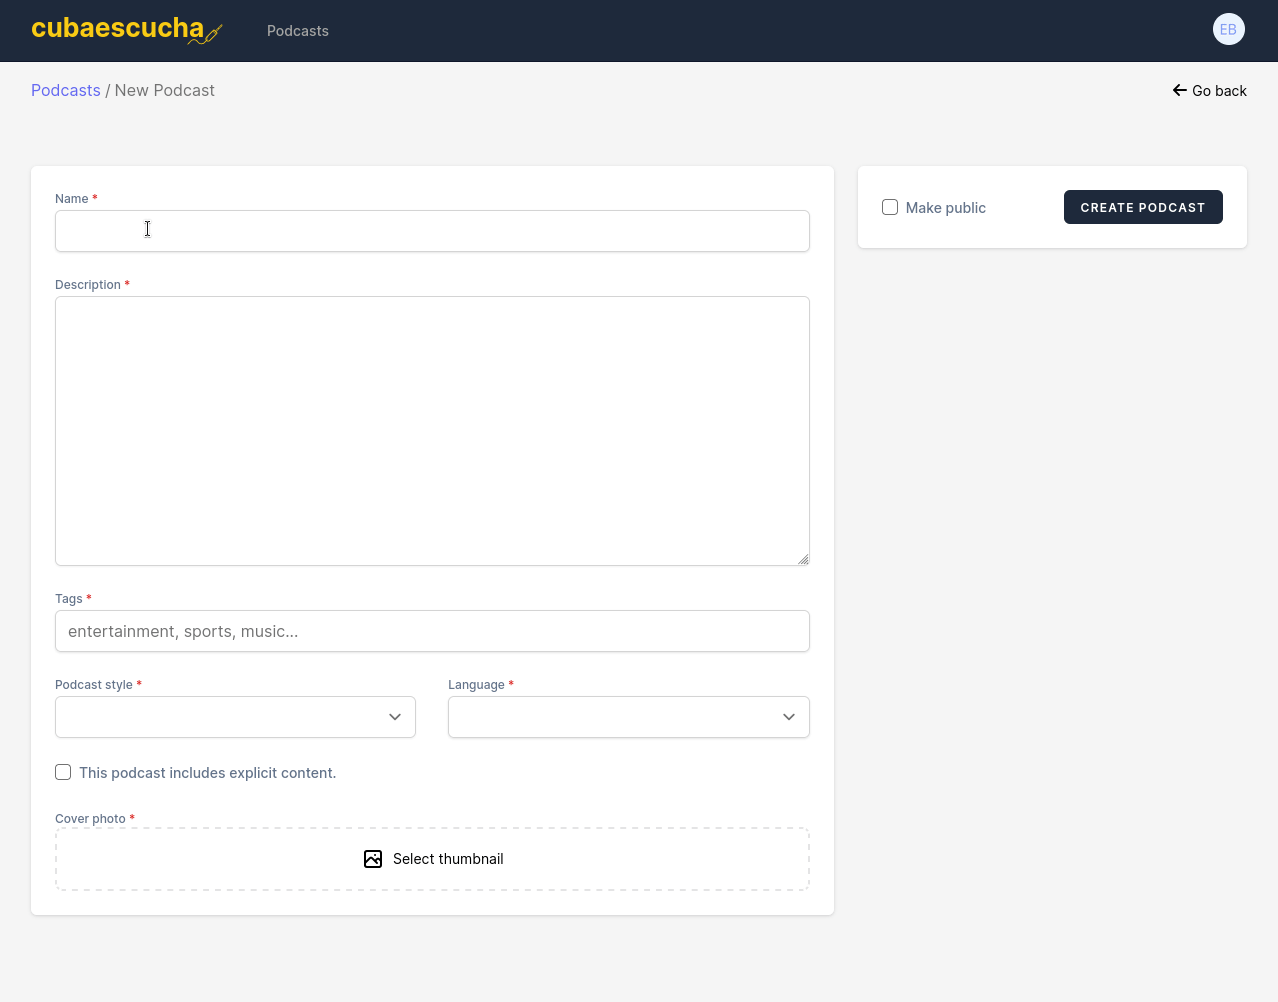 cubaescucha
Podcasts
EB
Podcasts / New Podcast
Go back
Name *
Make public
CREATE PODCAST
Description *
Tags *
entertainment, sports, music...
Podcast style *
Language *
This podcast includes explicit content.
Cover photo *
Select thumbnail